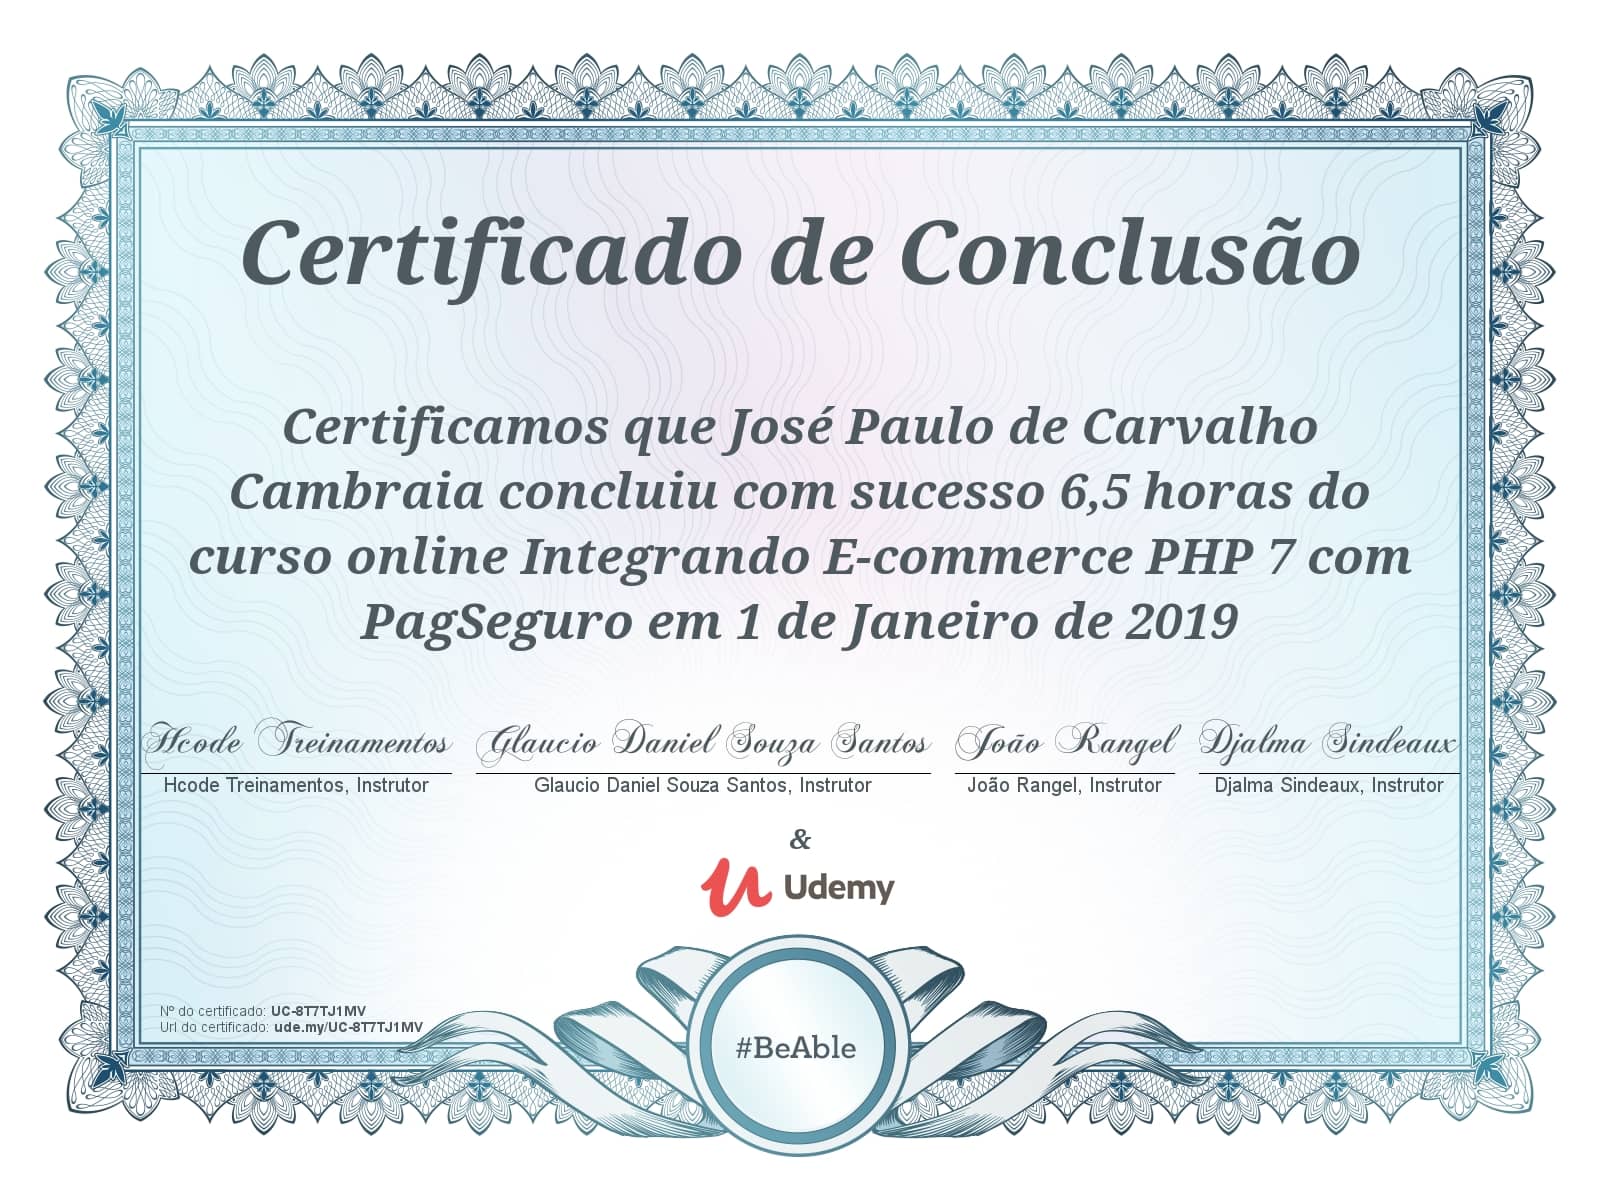 Certificado de Conclusão
Certificamos que José Paulo de Carvalho
Cambraia concluiu com sucesso 6,5 horas do
curso online Integrando E-commerce PHP 7 com
PagSeguro em 1 de Janeiro de 2019
Hcode Treinamentos Glaucio Daniel Souza Santos João Rangel Djalma Sindeaux
Hcode Treinamentos, Instrutor Glaucio Daniel Souza Santos, Instrutor João Rangel, Instrutor Djalma Sindeaux, Instrutor
&
Udemy
Nº do certificado: UC-8T7TJ1MV
Url do certificado: ude.my/UC-8T7TJ1MV
#BeAble